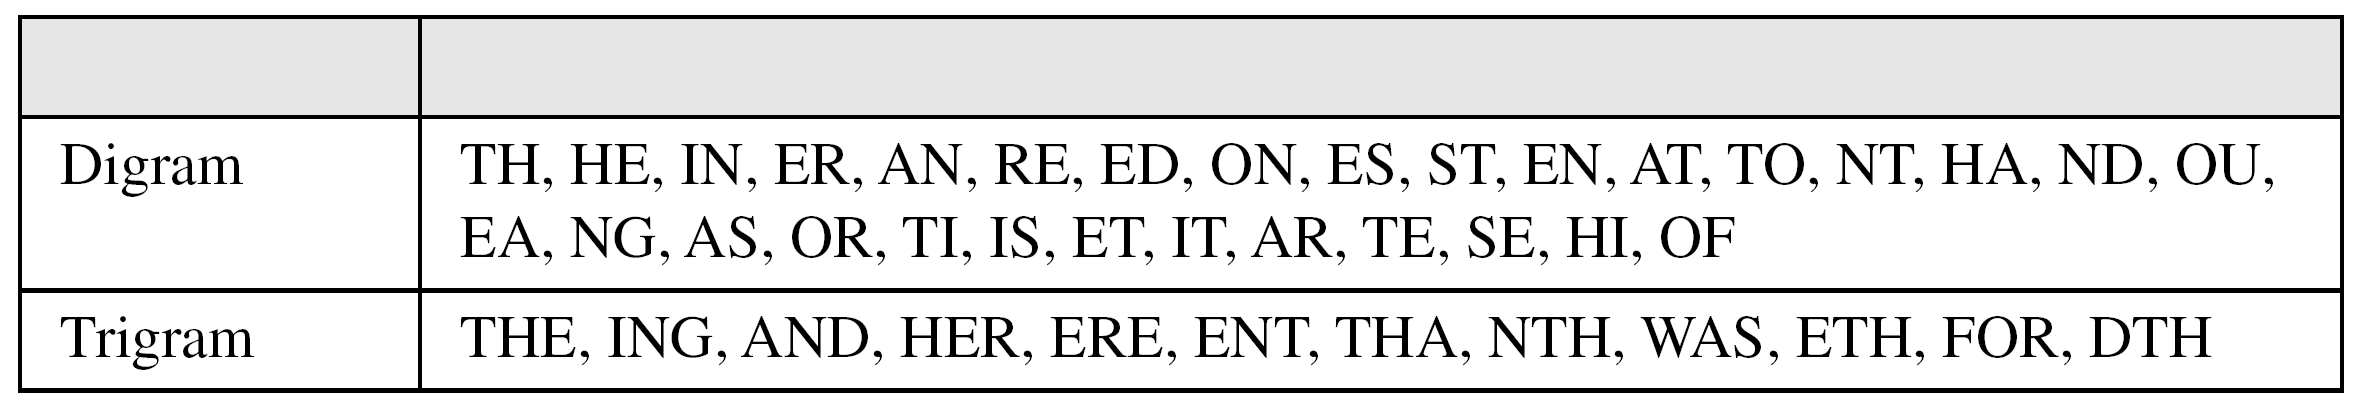 Digram TH, HE, IN, ER, AN, RE, ED, ON, ES, ST, EN, AT, TO, NT, HA, ND, OU,
EA, NG, AS, OR, TI, IS, ET, IT, AR, TE, SE, HI, OF
Trigram THE, ING, AND, HER, ERE, ENT, THA, NTH, WAS, ETH, FOR, DTH